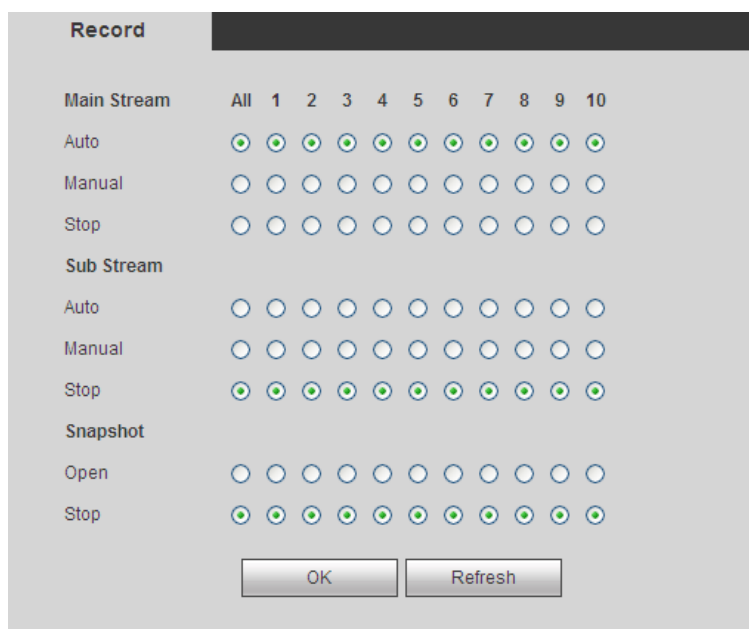 Record
Main Stream All 1 2 3 4 5 6 7 8 9 10
Auto
Manual
Stop
Sub Stream
Auto
Manual
Stop
Snapshot
Open
Stop
OK Refresh